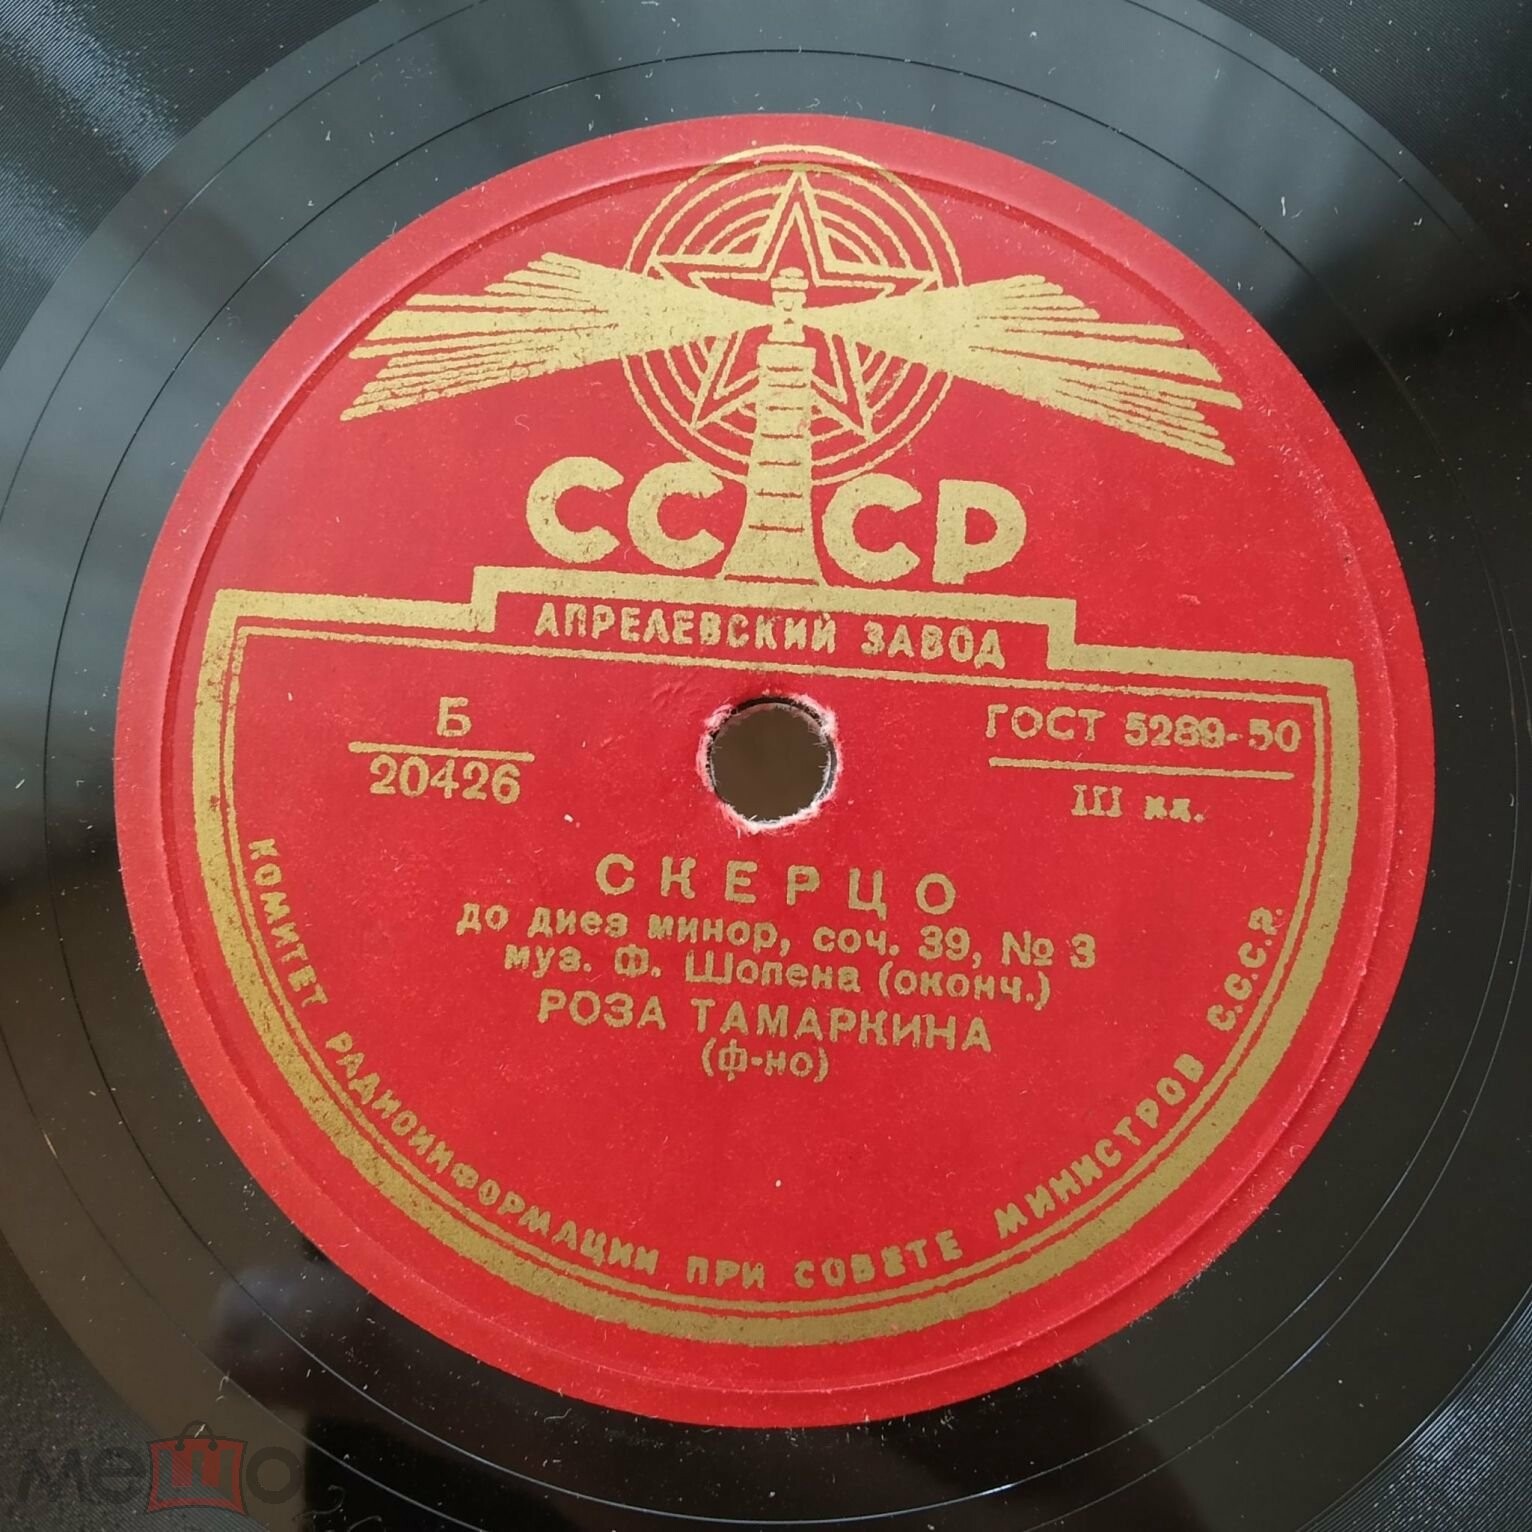 СССР
АПРЕЛЕВСКИЙ ЗАВОД
Б
20426
ГОСТ 5289-50
III кл.
СКЕРЦО
до диез минор, соч. 39, № 3
муз. Ф. Шопена (оконч.)
РОЗА ТАМАРКИНА
(ф-но)
КОМИТЕТ РАДИОИНФОРМАЦИИ ПРИ СОВЕТЕ МИНИСТРОВ С.С.С.Р.
мешок